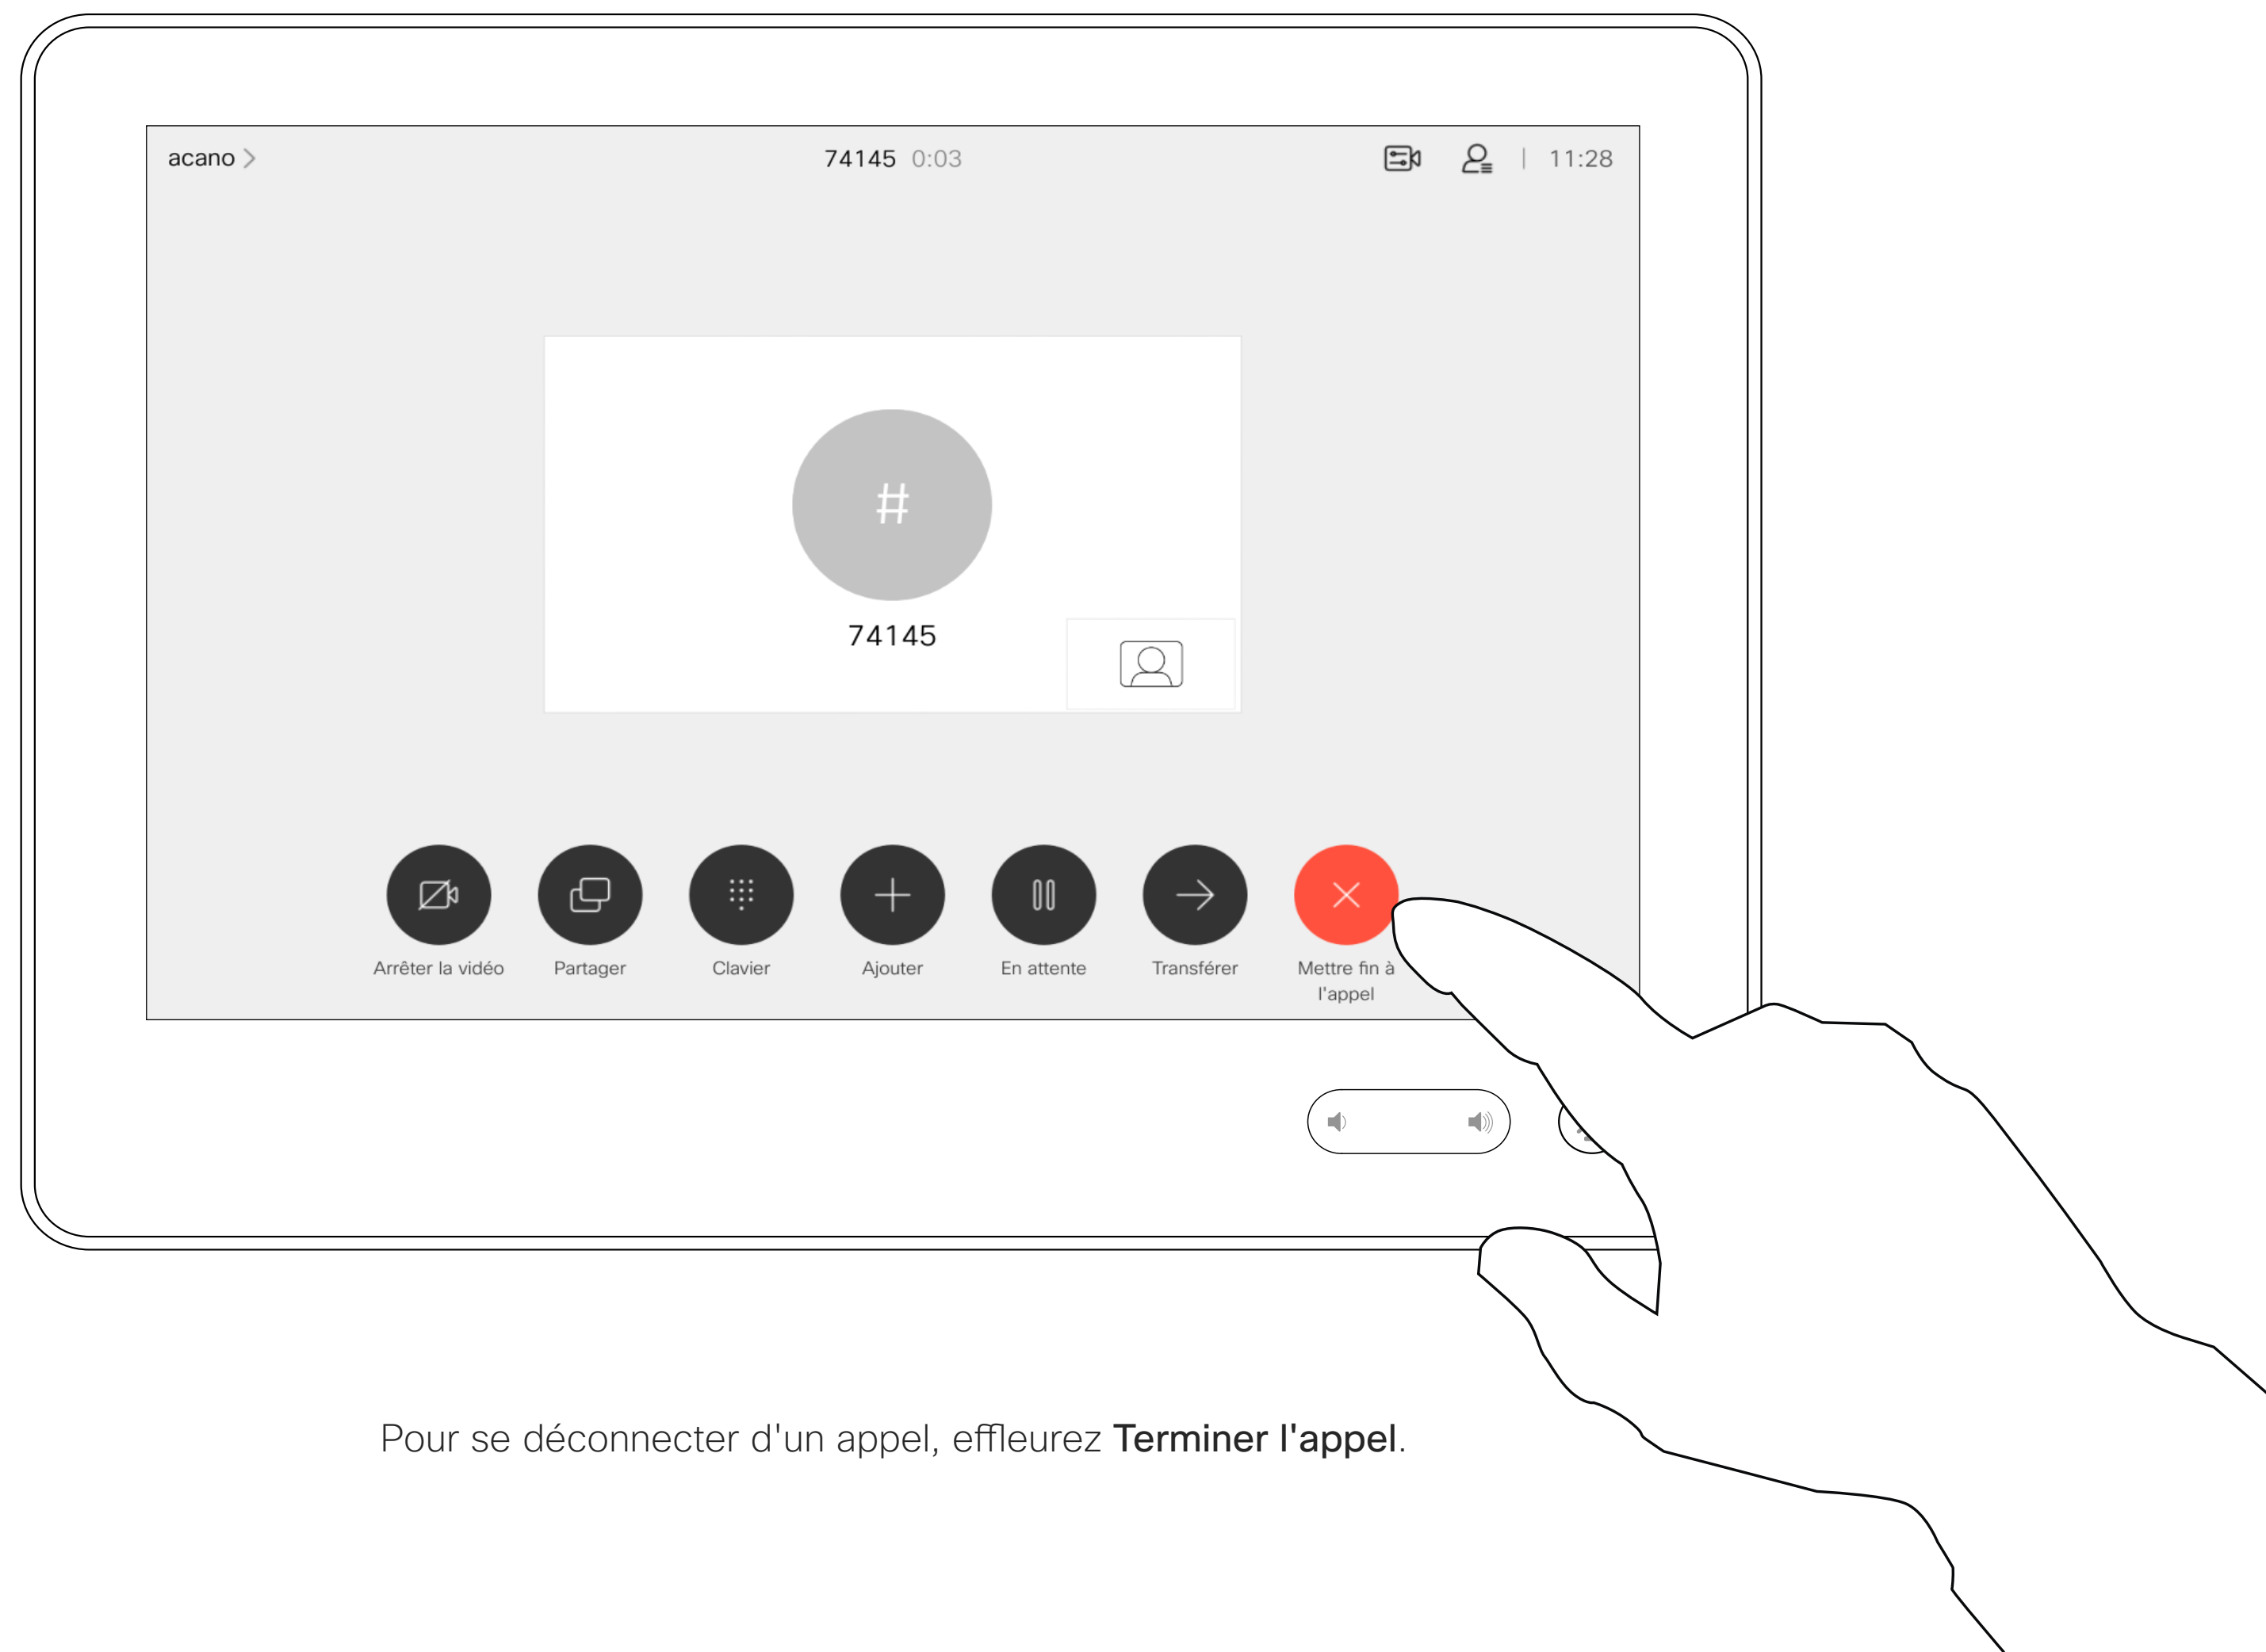 acano
74145 0:03
11:28
#
74145
Arrêter la vidéo
Partager
Clavier
Ajouter
En attente
Transférer
Mettre fin à
l'appel
Pour se déconnecter d'un appel, effleurez Terminer l'appel.